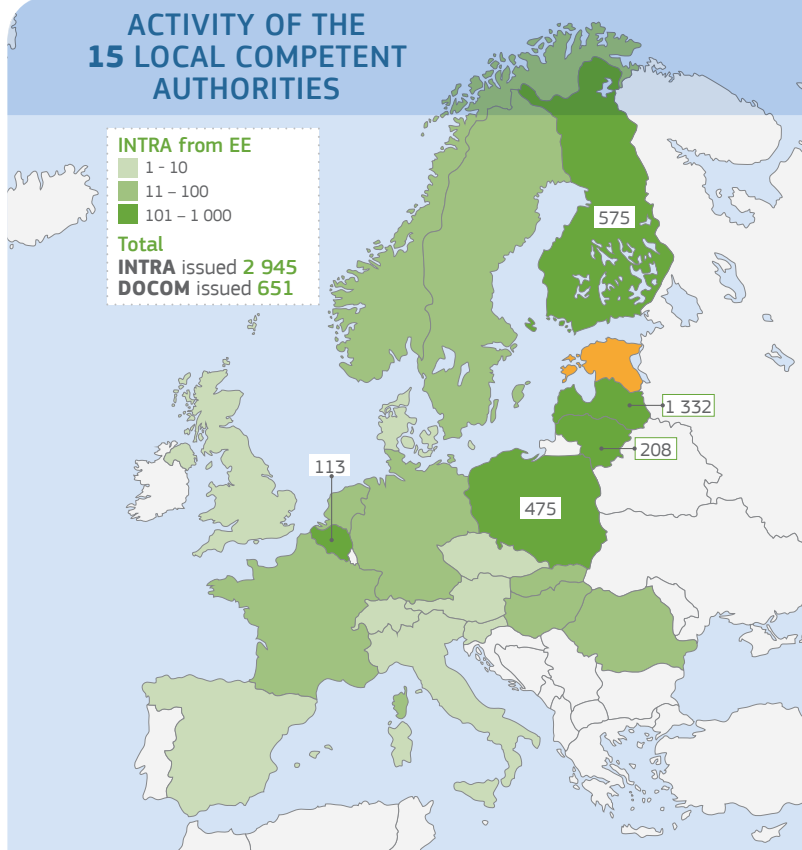 ACTIVITY OF THE
15 LOCAL COMPETENT
AUTHORITIES
INTRA from EE
1 - 10
11 – 100
101 – 1 000
Total
INTRA issued 2 945
DOCOM issued 651
575
1 332
208
113
475